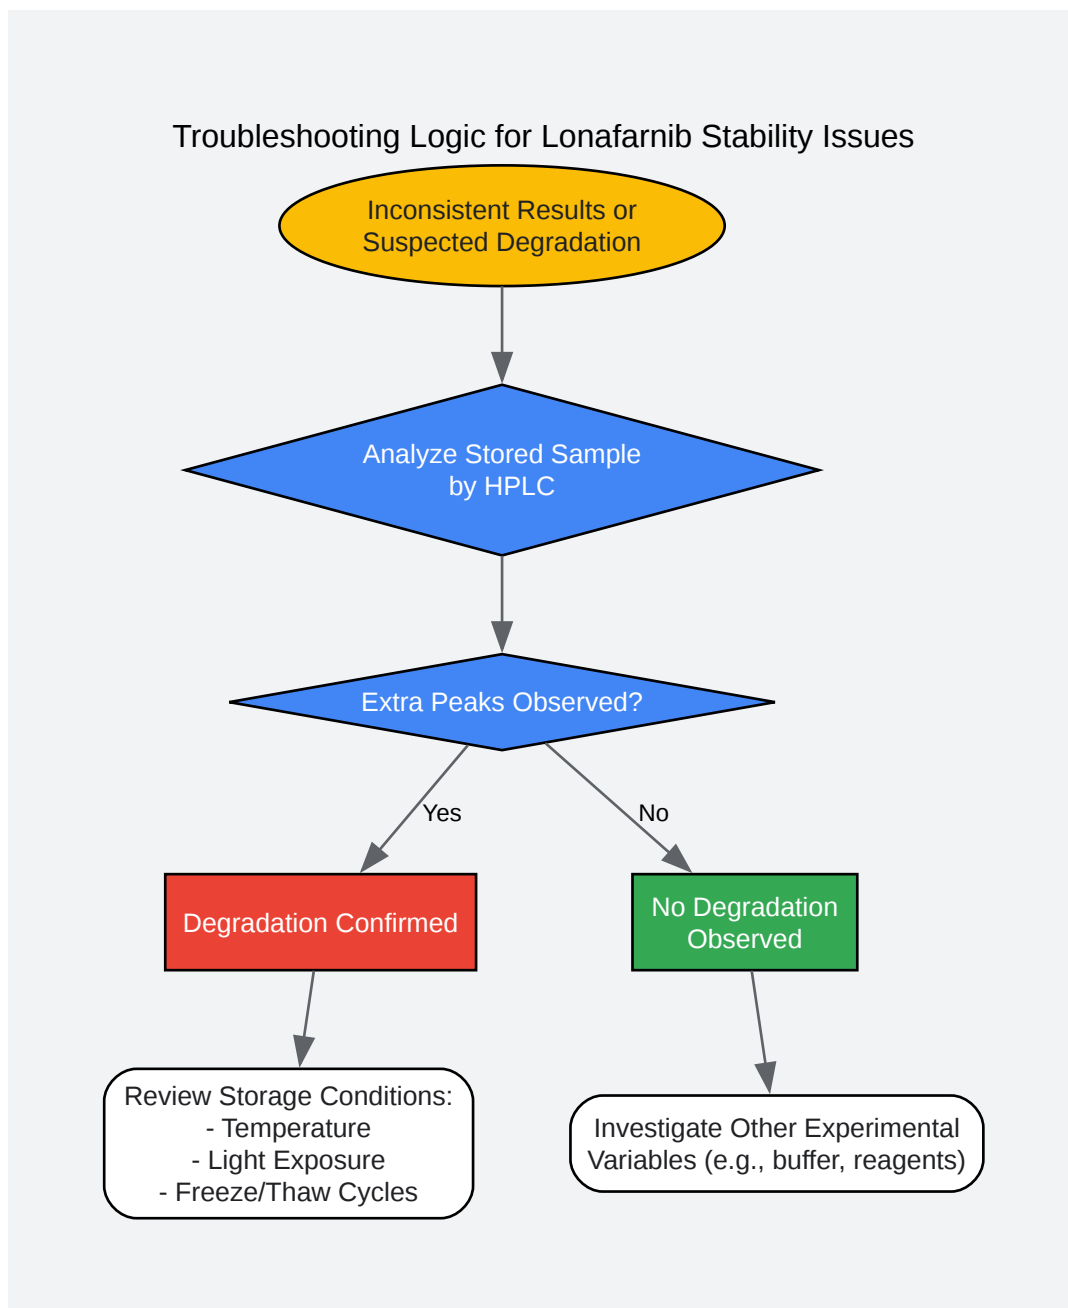 Troubleshooting Logic for Lonafarnib Stability Issues
Inconsistent Results or
Suspected Degradation
Analyze Stored Sample
by HPLC
Extra Peaks Observed?
Yes
No
Degradation Confirmed
No Degradation
Observed
Review Storage Conditions:
- Temperature
- Light Exposure
- Freeze/Thaw Cycles
Investigate Other Experimental
Variables (e.g., buffer, reagents)